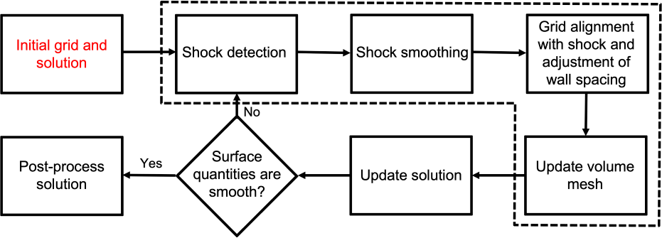 Initial grid and
solution
Shock detection
Shock smoothing
Grid alignment
with shock and
adjustment of
wall spacing
No
Post-process
solution
Yes
Surface
quantities are
smooth?
Update solution
Update volume
mesh